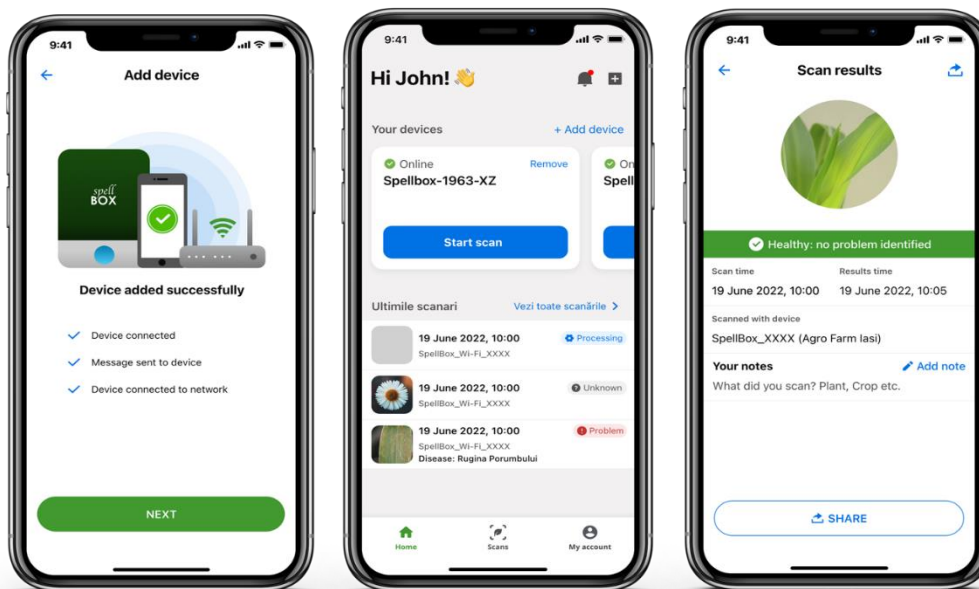 9:41
Add device
spell
BOX
Device added successfully
Device connected
Message sent to device
Device connected to network
NEXT
9:41
Hi John! 👋
Your devices
+ Add device
Online
Remove
Spellbox-1963-XZ
Start scan
On
Spell
Ultimile scanari
Vezi toate scanările >
19 June 2022, 10:00
Processing
SpellBox_Wi-Fi_XXXX
19 June 2022, 10:00
Unknown
SpellBox_Wi-Fi_XXXX
19 June 2022, 10:00
Problem
SpellBox_Wi-Fi_XXXX
Disease: Rugina Porumbului
Home
Scans
My account
9:41
Scan results
Healthy: no problem identified
Scan time
Results time
19 June 2022, 10:00
19 June 2022, 10:05
Scanned with device
SpellBox_XXXX (Agro Farm Iasi)
Your notes
Add note
What did you scan? Plant, Crop etc.
SHARE